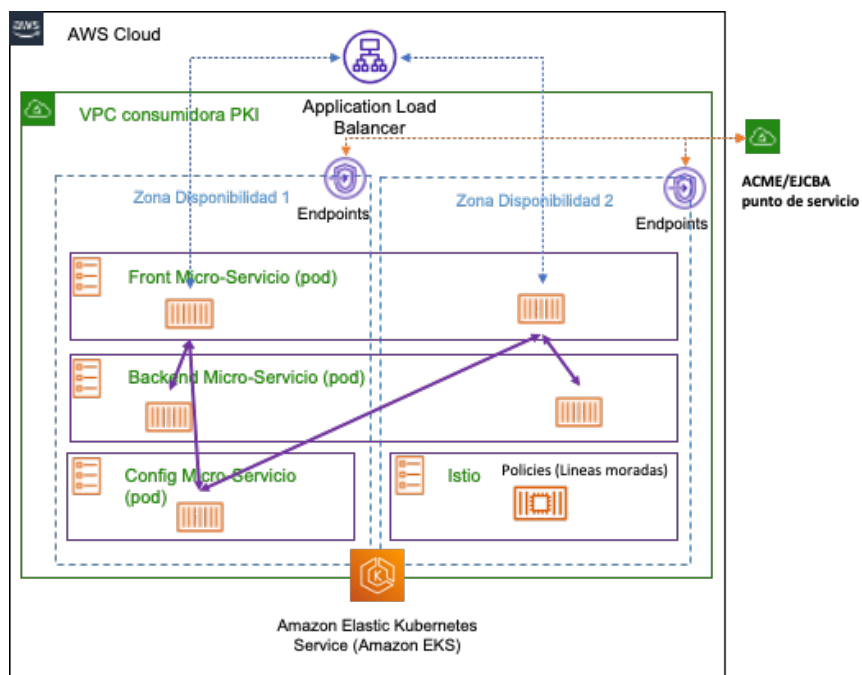 aws
AWS Cloud
Application Load
Balancer
VPC consumidora PKI
ACME/EJCBA
punto de servicio
Zona Disponibilidad 1
Endpoints
Zona Disponibilidad 2
Endpoints
Front Micro-Servicio (pod)
Backend Micro-Servicio (pod)
Config Micro-Servicio
(pod)
Istio
Policies (Lineas moradas)
K
Amazon Elastic Kubernetes
Service (Amazon EKS)